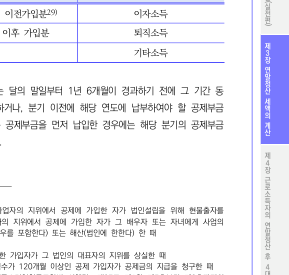 이전가입분29)
이자소득
이후 가입분
퇴직소득
기타소득
는 달의 말일부터 1년 6개월이 경과하기 전에 그 기간 동
하거나, 분기 이전에 해당 연도에 납부하여야 할 공제부금
공제부금을 먼저 납입한 경우에는 해당 분기의 공제부금
사업자의 지위에서 공제에 가입한 자가 법인설립을 위해 현물출자를
의 지위에서 공제에 가입한 자가 그 배우자 또는 자녀에게 사업의
우를 포함한다) 또는 해산(법인에 한한다) 한 때
한 가입자가 그 법인의 대표자의 지위를 상실한 때
수가 120개월 이상인 공제 가입자가 공제금의 지급을 청구한 때
제3장 연말정산 세액의 계산
제4장 근로소득자의 연말정산 후